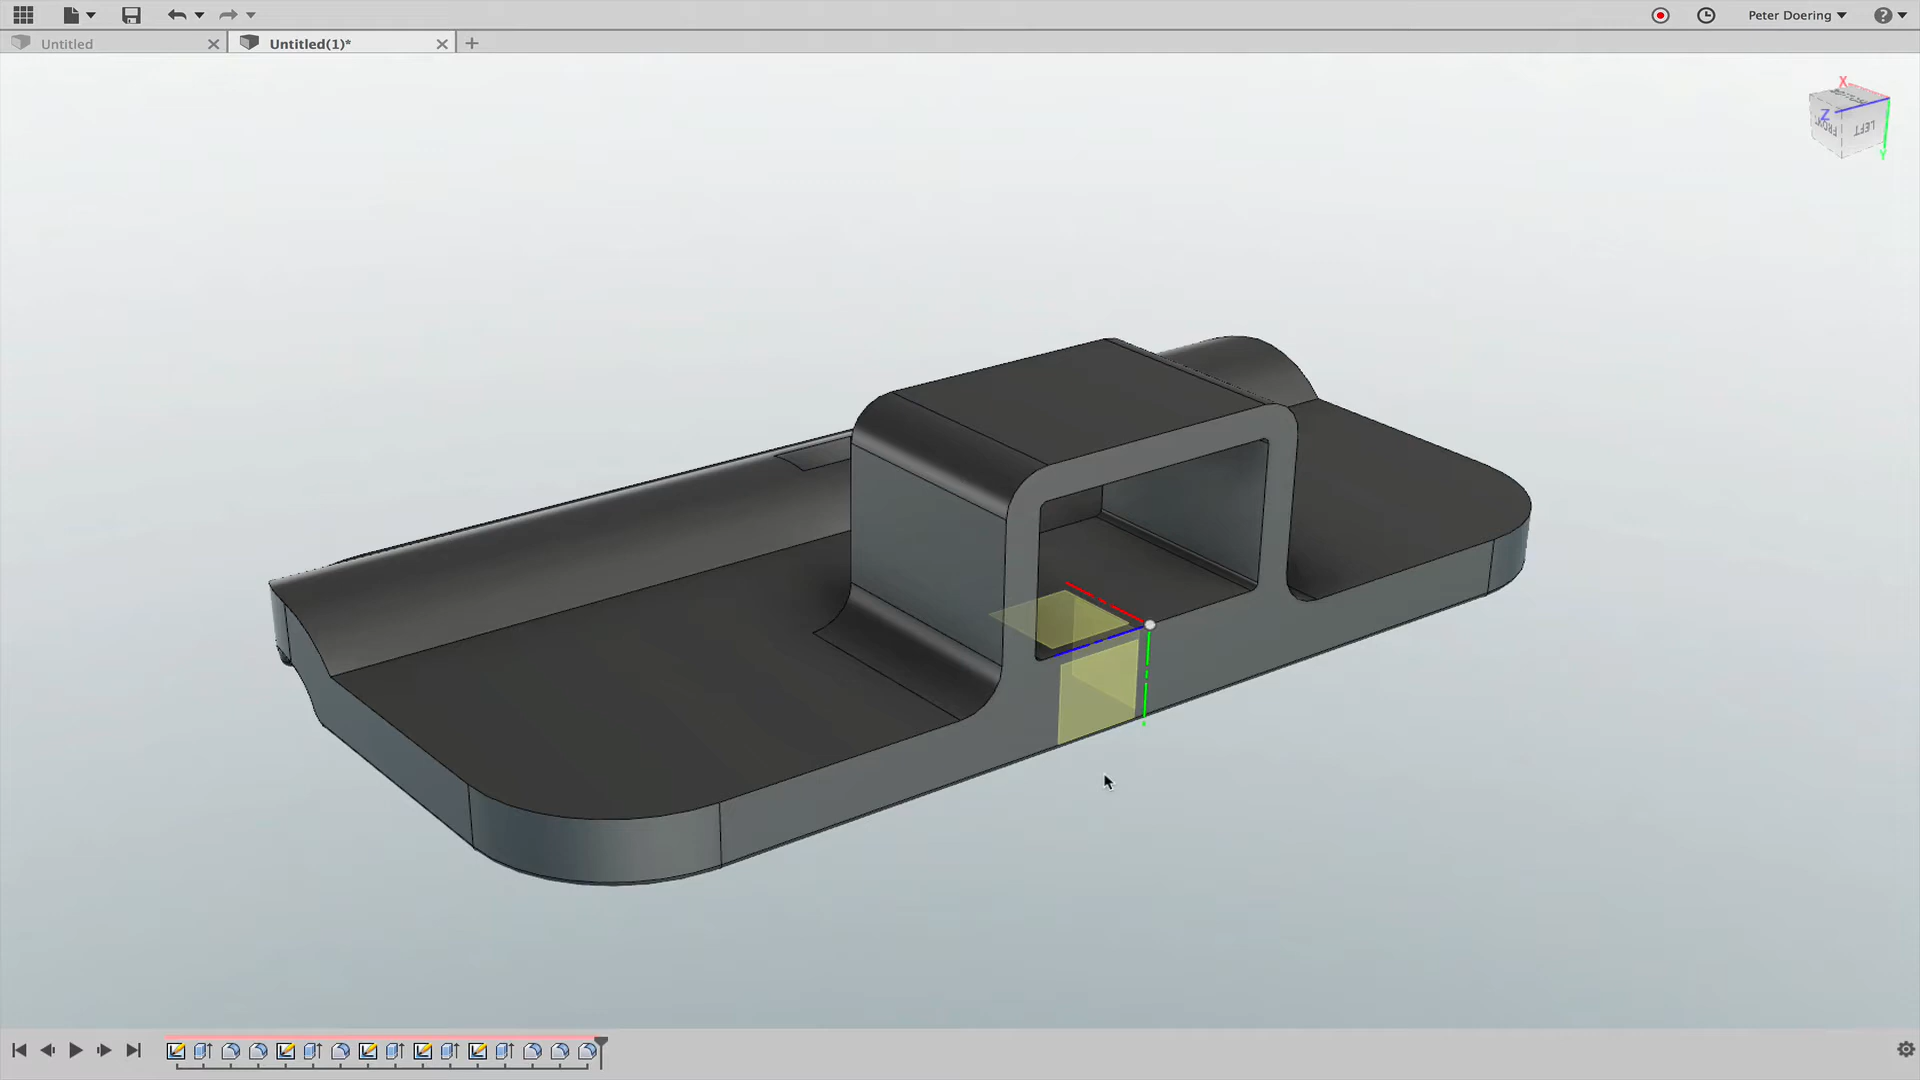 Peter Doering
?
Untitled
Untitled(1)*
X
Z
Y
FRONT
LEFT